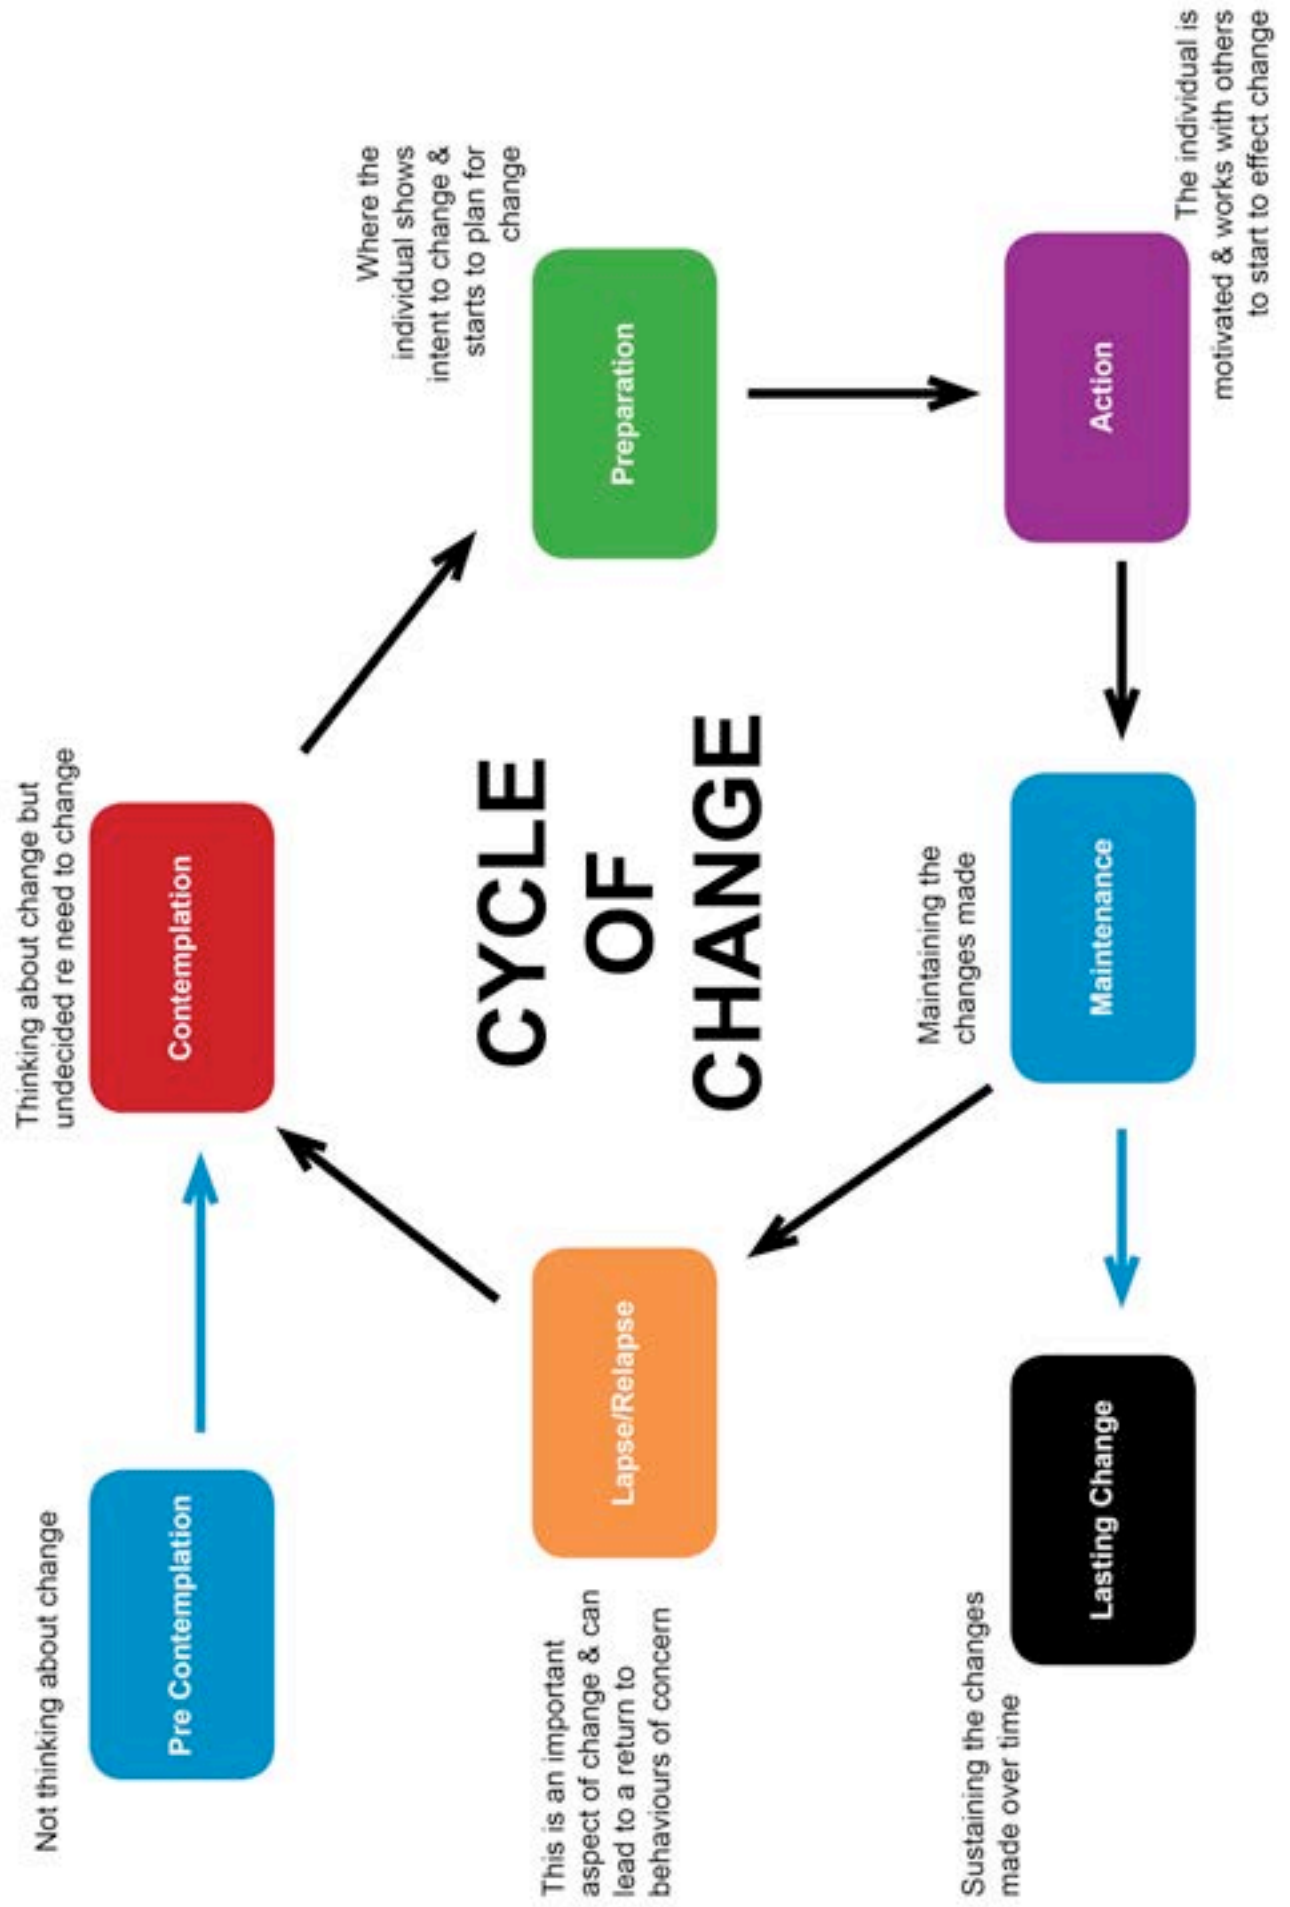 Not thinking about change
Pre Contemplation
Thinking about change but
undecided re need to change
Contemplation
Where the
individual shows
intent to change &
starts to plan for
change
Preparation
CYCLE
OF
CHANGE
This is an important
aspect of change & can
lead to a return to
behaviours of concern
Lapse/Relapse
Sustaining the changes
made over time
Lasting Change
Maintaining the
changes made
Maintenance
Action
The individual is
motivated & works with others
to start to effect change